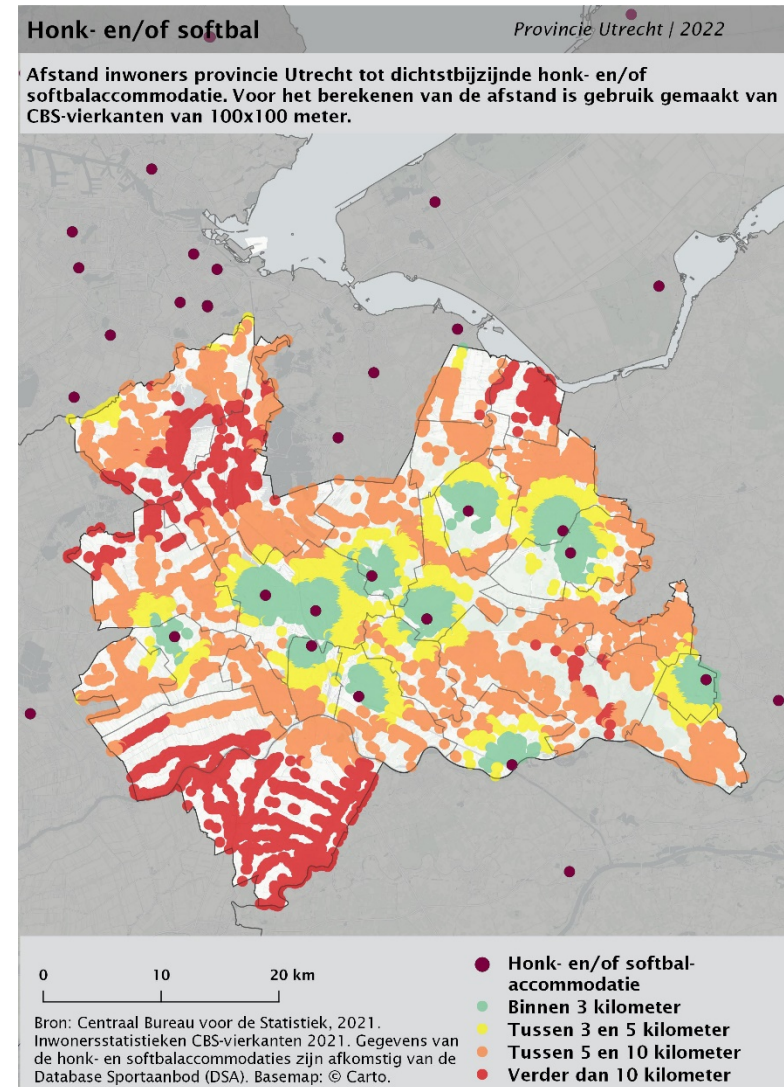 Honk- en/of softbal
Provincie Utrecht | 2022
Afstand inwoners provincie Utrecht tot dichtstbijzijnde honk- en/of
softbalaccommodatie. Voor het berekenen van de afstand is gebruik gemaakt van
CBS-vierkanten van 100x100 meter.
0 10 20 km
Bron: Centraal Bureau voor de Statistiek, 2021.
Inwonersstatistieken CBS-vierkanten 2021. Gegevens van
de honk- en softbalaccommodaties zijn afkomstig van de
Database Sportaanbod (DSA). Basemap: © Carto.
Honk- en/of softbal-
accommodatie
Binnen 3 kilometer
Tussen 3 en 5 kilometer
Tussen 5 en 10 kilometer
Verder dan 10 kilometer